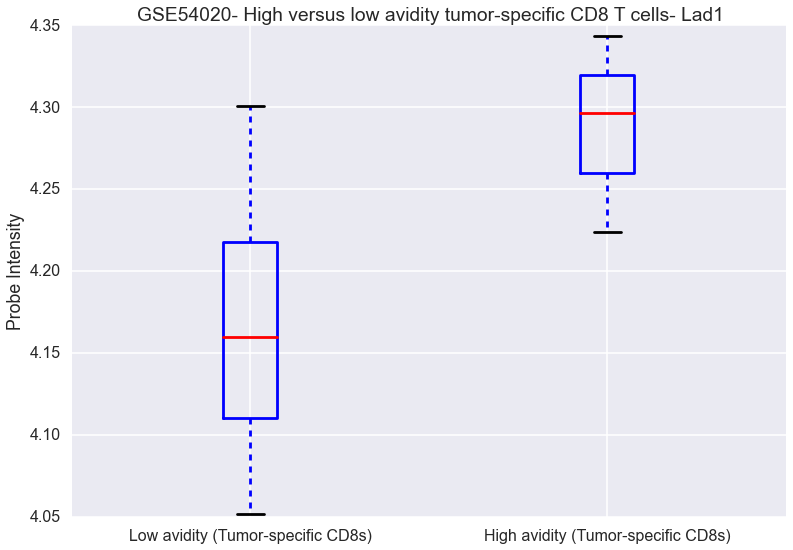 GSE54020- High versus low avidity tumor-specific CD8 T cells- Lad1
4.35
4.30
4.25
4.20
4.15
4.10
4.05
Probe Intensity
Low avidity (Tumor-specific CD8s)
High avidity (Tumor-specific CD8s)